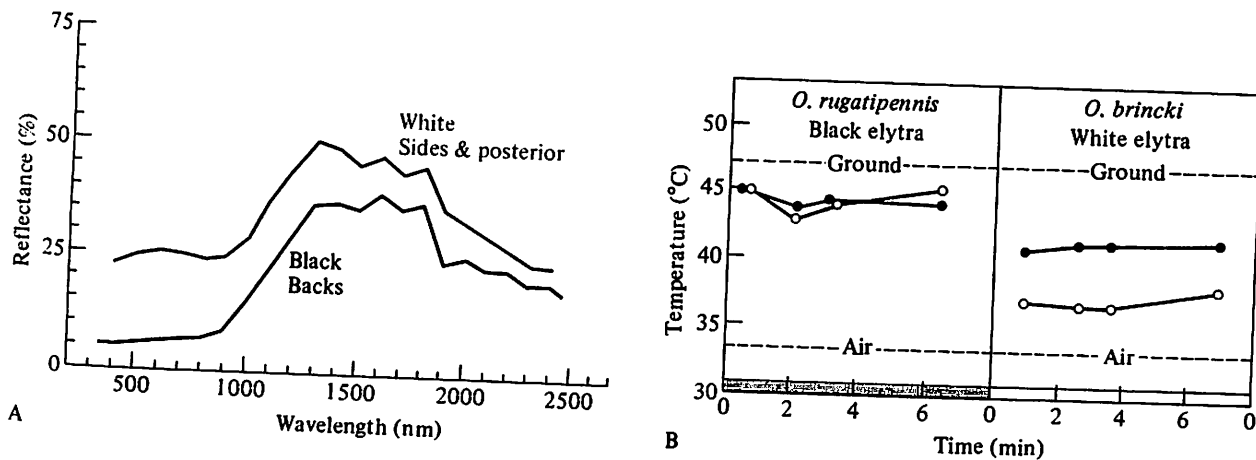 75
50
25
0
Reflectance (%)
White
Sides & posterior
Black
Backs
500
1000
1500
2000
2500
Wavelength (nm)
A
O. rugatipennis
Black elytra
O. brincki
White elytra
Ground
Ground
Air
Air
50
45
40
35
30
Temperature (°C)
0
2
4
6
0
2
4
6
0
Time (min)
B